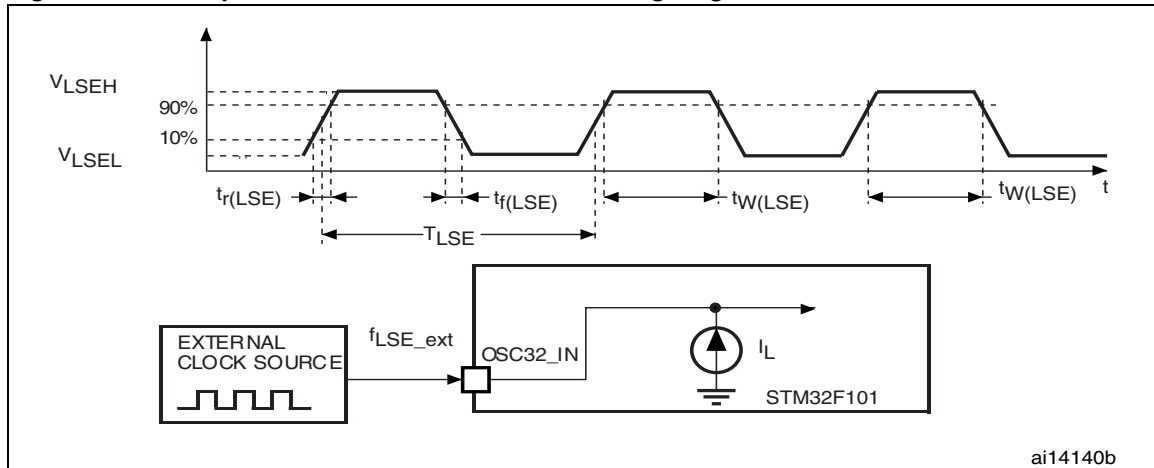 VLSEH
90%
10%
VLSEL
tr(LSE)
tf(LSE)
tW(LSE)
tW(LSE)
t
TLSE
EXTERNAL
CLOCK SOURCE
fLSE_ext
OSC32_IN
IL
STM32F101
ai14140b